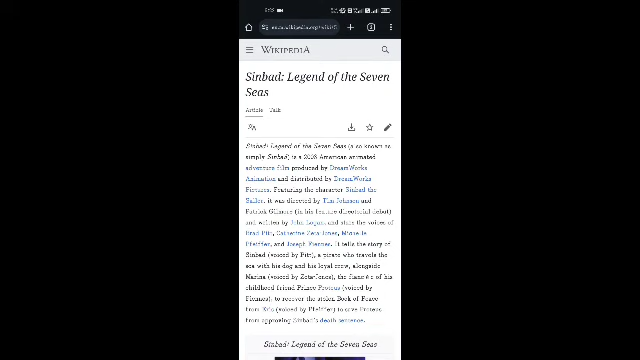 en.m.wikipedia.org/wiki/S
WIKIPEDIA
Sinbad: Legend of the Seven
Seas
Article Talk
Sinbad: Legend of the Seven Seas (also known as
simply Sinbad) is a 2003 American animated
adventure film produced by DreamWorks
Animation and distributed by DreamWorks
Pictures. Featuring the character Sinbad the
Sailor, it was directed by Tim Johnson and
Patrick Gilmore (in his feature directorial debut)
and written by John Logan, and stars the voices of
Brad Pitt, Catherine Zeta-Jones, Michelle
Pfeiffer, and Joseph Fiennes. It tells the story of
Sinbad (voiced by Pitt), a pirate who travels the
sea with his dog and his loyal crew, alongside
Marina (voiced by Zeta-Jones), the fiancée of his
childhood friend Prince Proteus (voiced by
Fiennes), to recover the stolen Book of Peace
from Eris (voiced by Pfeiffer) to save Proteus
from approving Sinbad's death sentence.
Sinbad: Legend of the Seven Seas